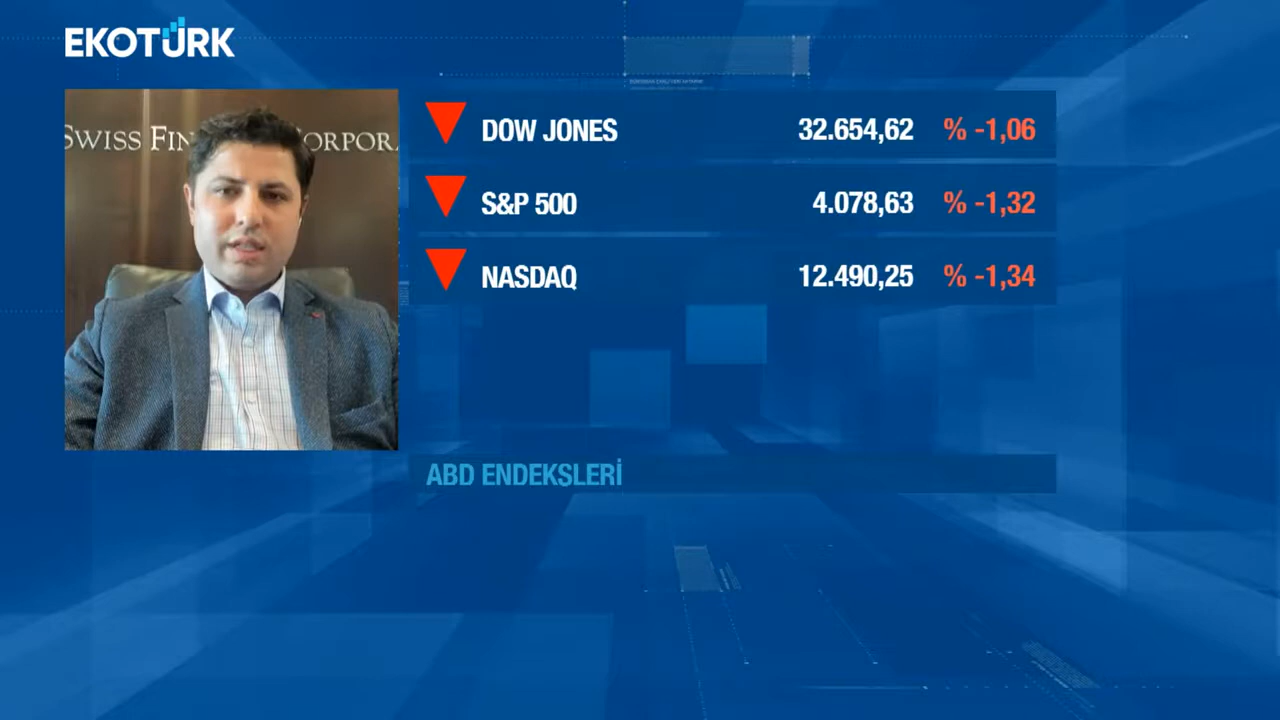 EKOTÜRK
SWISS FIN CORPORA
DOW JONES 32.654,62 % -1,06
S&P 500 4.078,63 % -1,32
NASDAQ 12.490,25 % -1,34
ABD ENDEKSLERİ